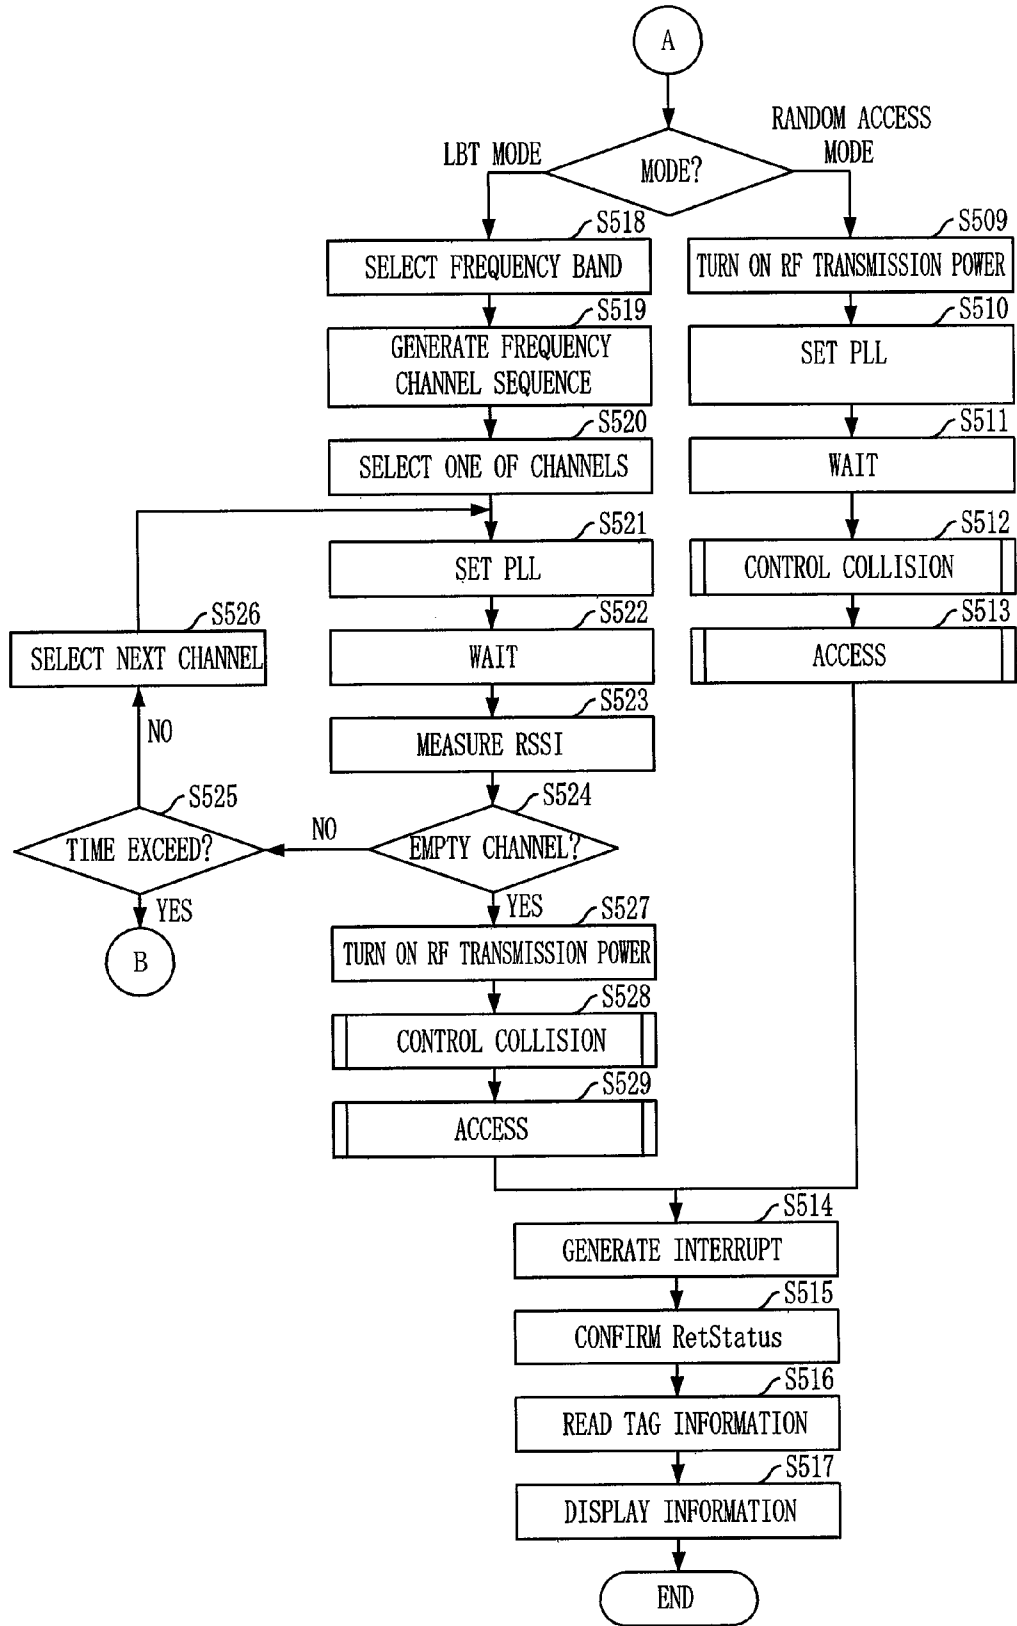 A
MODE?
LBT MODE
RANDOM ACCESS
MODE
S518
SELECT FREQUENCY BAND
S519
GENERATE FREQUENCY
CHANNEL SEQUENCE
S520
SELECT ONE OF CHANNELS
S521
SET PLL
S522
WAIT
S523
MEASURE RSSI
S524
EMPTY CHANNEL?
NO
YES
S525
TIME EXCEED?
NO
YES
B
S526
SELECT NEXT CHANNEL
S527
TURN ON RF TRANSMISSION POWER
S528
CONTROL COLLISION
S529
ACCESS
S509
TURN ON RF TRANSMISSION POWER
S510
SET PLL
S511
WAIT
S512
CONTROL COLLISION
S513
ACCESS
S514
GENERATE INTERRUPT
S515
CONFIRM RetStatus
S516
READ TAG INFORMATION
S517
DISPLAY INFORMATION
END